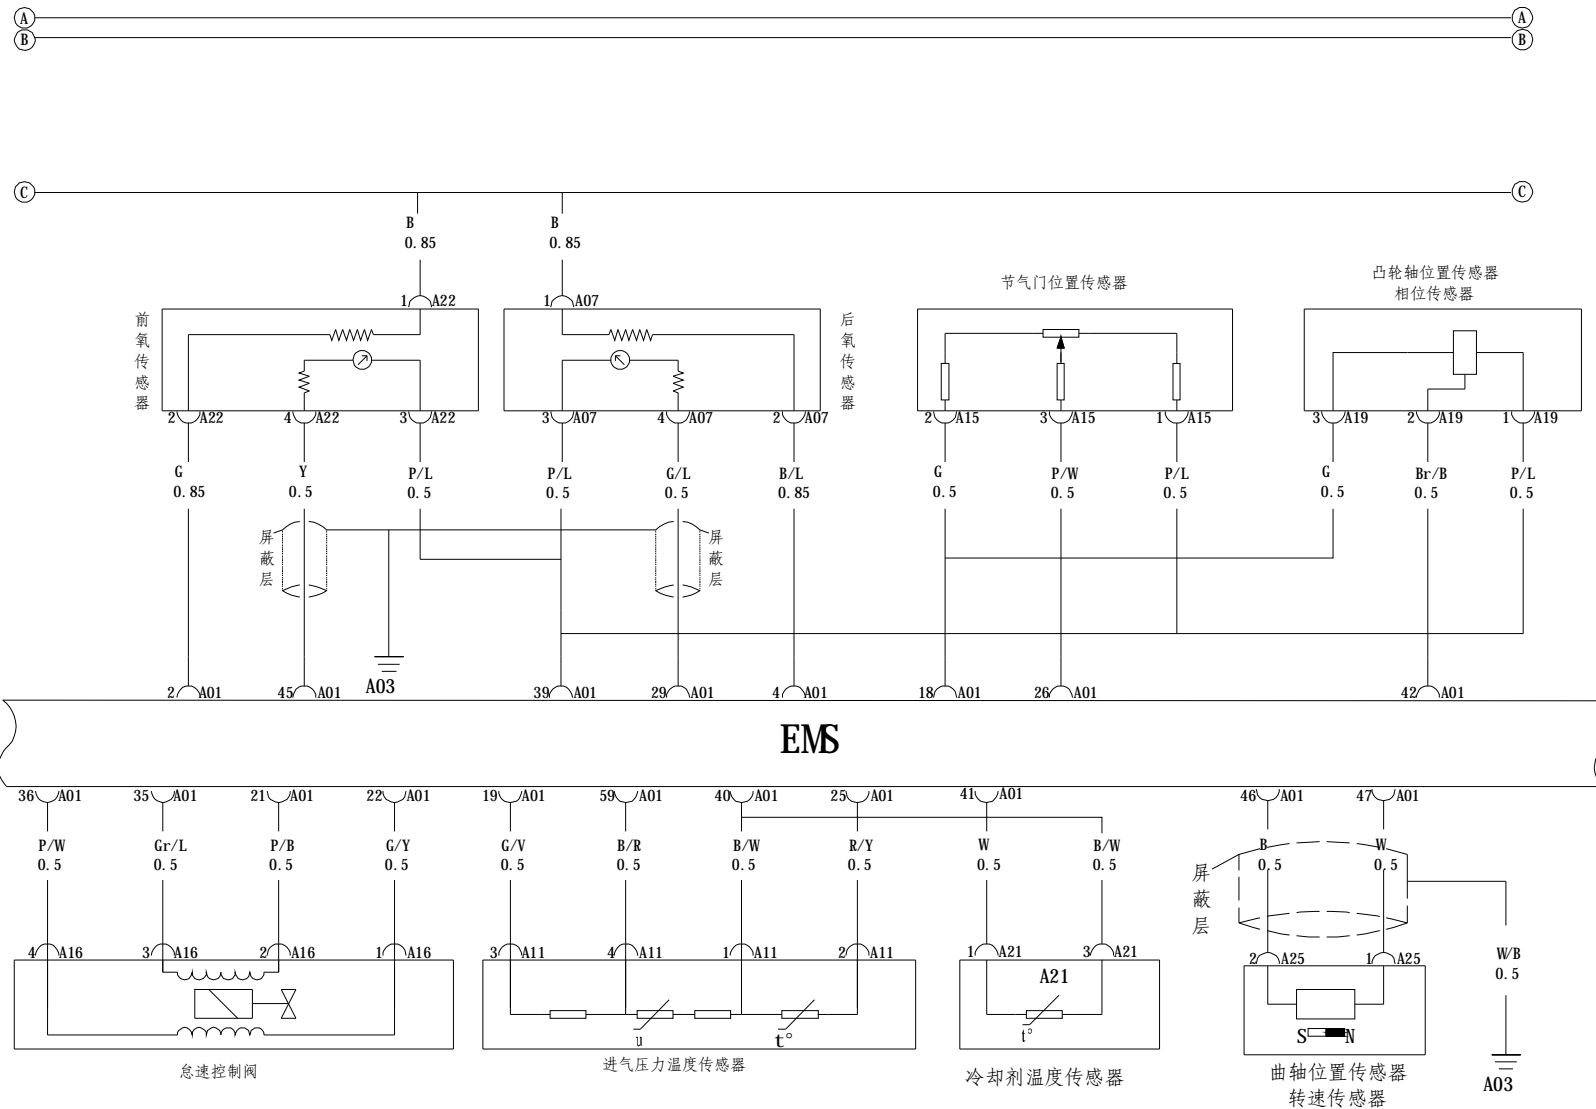 A A
B B
C C
B B
0.85 0.85
节气门位置传感器
凸轮轴位置传感器
相位传感器
1 A22 1 A07
前氧传感器
后氧传感器
2 A22 4 A22 3 A22 3 A07 4 A07 2 A07 2 A15 3 A15 1 A15 3 A19 2 A19 1 A19
G Y P/L P/L G/L B/L G P/W P/L G Br/B P/L
0.85 0.5 0.5 0.5 0.5 0.85 0.5 0.5 0.5 0.5 0.5 0.5
屏蔽层 屏蔽层
A03
2 A01 45 A01 39 A01 29 A01 4 A01 18 A01 26 A01 42 A01
EMS
36 A01 35 A01 21 A01 22 A01 19 A01 59 A01 40 A01 25 A01 41 A01 46 A01 47 A01
P/W Gr/L P/B G/Y G/V B/R B/W R/Y W B/W B W
0.5 0.5 0.5 0.5 0.5 0.5 0.5 0.5 0.5 0.5 0.5 0.5
屏蔽层
4 A16 3 A16 2 A16 1 A16 3 A11 4 A11 1 A11 2 A11 1 A21 3 A21 2 A25 1 A25
W/B
0.5
A21
u t° t° S N
怠速控制阀
进气压力温度传感器
冷却剂温度传感器
曲轴位置传感器
转速传感器
A03